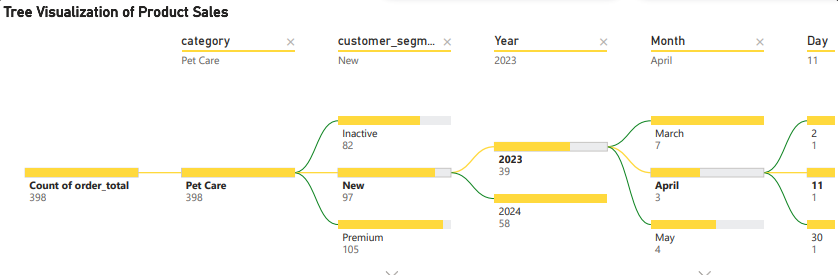 Tree Visualization of Product Sales
category ×
Pet Care
customer_segm... ×
New
Year ×
2023
Month ×
April
Day
11
Count of order_total
398
Pet Care
398
Inactive
82
New
97
Premium
105
2023
39
2024
58
March
7
April
3
May
4
2
1
11
1
30
1